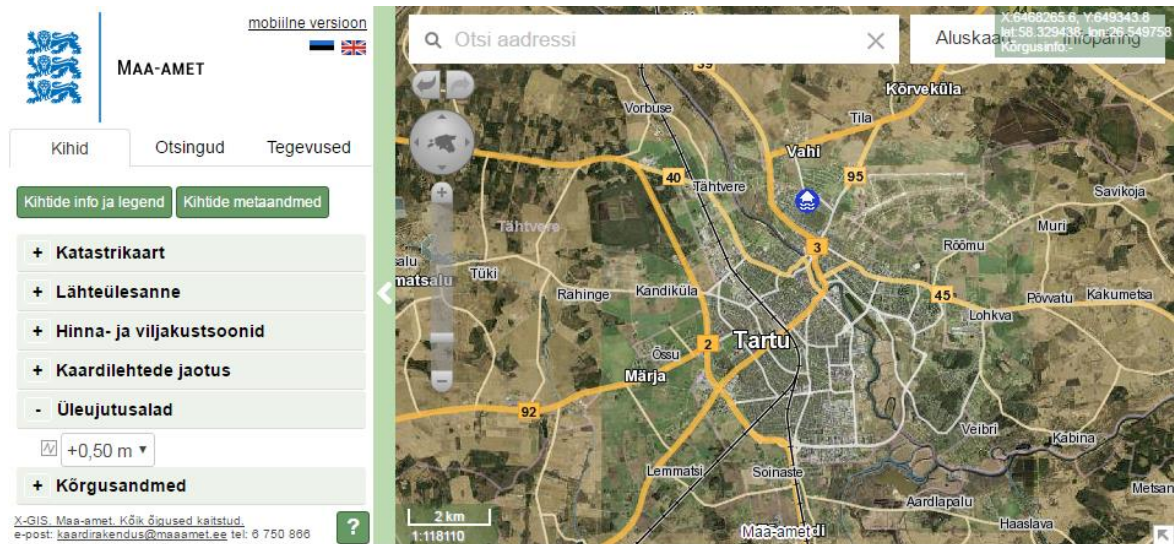 mobiilne versioon
MAA-AMET
Kihid
Otsingud
Tegevused
Kihtide info ja legend
Kihtide metaandmed
+ Katastrikaart
+ Lähteülesanne
+ Hinna- ja viljakustsoonid
+ Kaardilehtede jaotus
- Üleujutusalad
+0,50 m
+ Kõrgusandmed
X-GIS. Maa-amet. Kõik õigused kaitstud.
e-post: kaardirakendus@maaamet.ee tel: 6 750 866
?
Otsi aadressi
Aluskaart
Infopäring
X:6468265.6, Y:649343.8
lat:58.329438, lon:26.549758
Kõrgusinfo:-
39
Kõrveküla
Vorbuse
Tila
Vahi
40
Tähtvere
95
Savikoja
Tähtvere
Muri
3
Rõõmu
salu
matsalu
Tüki
Rahinge
Kandiküla
45
Põvvatu
Kakumetsa
Lohkva
Tartu
2
Õssu
Märja
92
Veibri
Kabina
Lemmatsi
Soinaste
Metsan
Aardlapalu
2 km
1:118110
Maa-amet
di
Haaslava